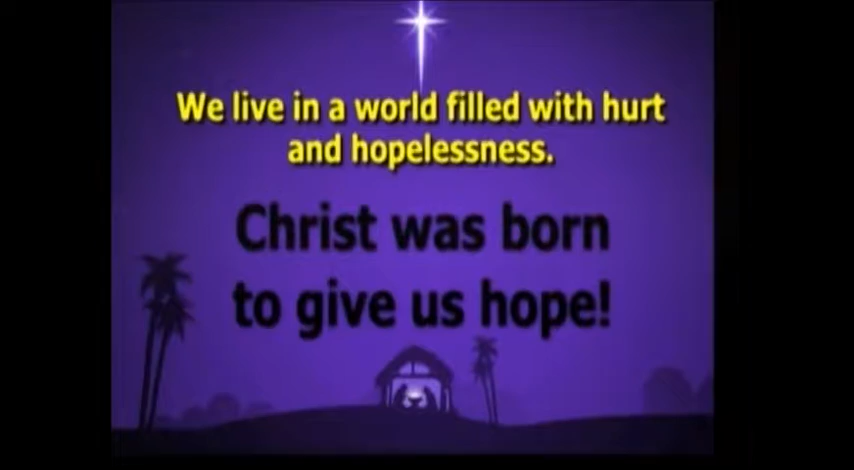 We live in a world filled with hurt
and hopelessness.
Christ was born
to give us hope!